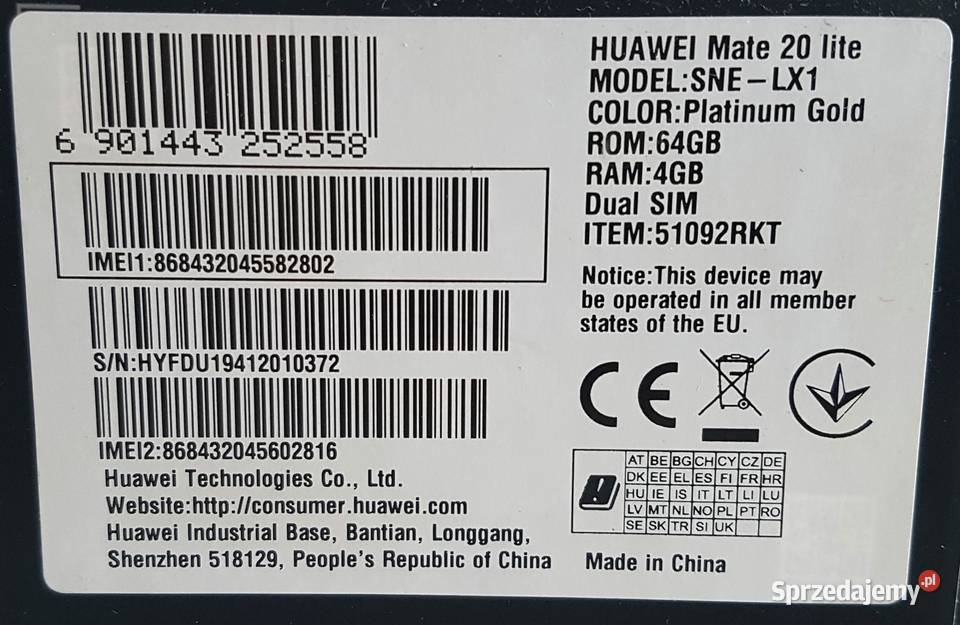 6 901443 252558
IMEI1:868432045582802
S/N:HYFDU19412010372
IMEI2:868432045602816
Huawei Technologies Co., Ltd.
Website:http://consumer.huawei.com
Huawei Industrial Base, Bantian, Longgang,
Shenzhen 518129, People's Republic of China
HUAWEI Mate 20 lite
MODEL:SNE-LX1
COLOR:Platinum Gold
ROM:64GB
RAM:4GB
Dual SIM
ITEM:51092RKT
Notice:This device may
be operated in all member
states of the EU.
CE
AT BE BG CH CY CZ DE
DK EE EL ES FI FR HR
HU IE IS IT LT LI LU
LV MT NL NO PL PT RO
SE SK TR SI UK
Made in China
Sprzedajemy.pl